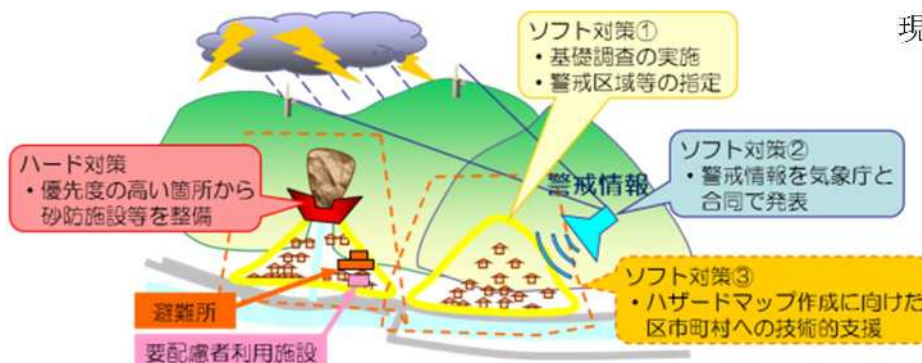 現
ソフト対策①
・基礎調査の実施
・警戒区域等の指定
ハード対策
・優先度の高い箇所から
砂防施設等を整備
警戒情報
ソフト対策②
・警戒情報を気象庁と
合同で発表
ソフト対策③
・ハザードマップ作成に向けた
区市町村への技術的支援
避難所
要配慮者利用施設